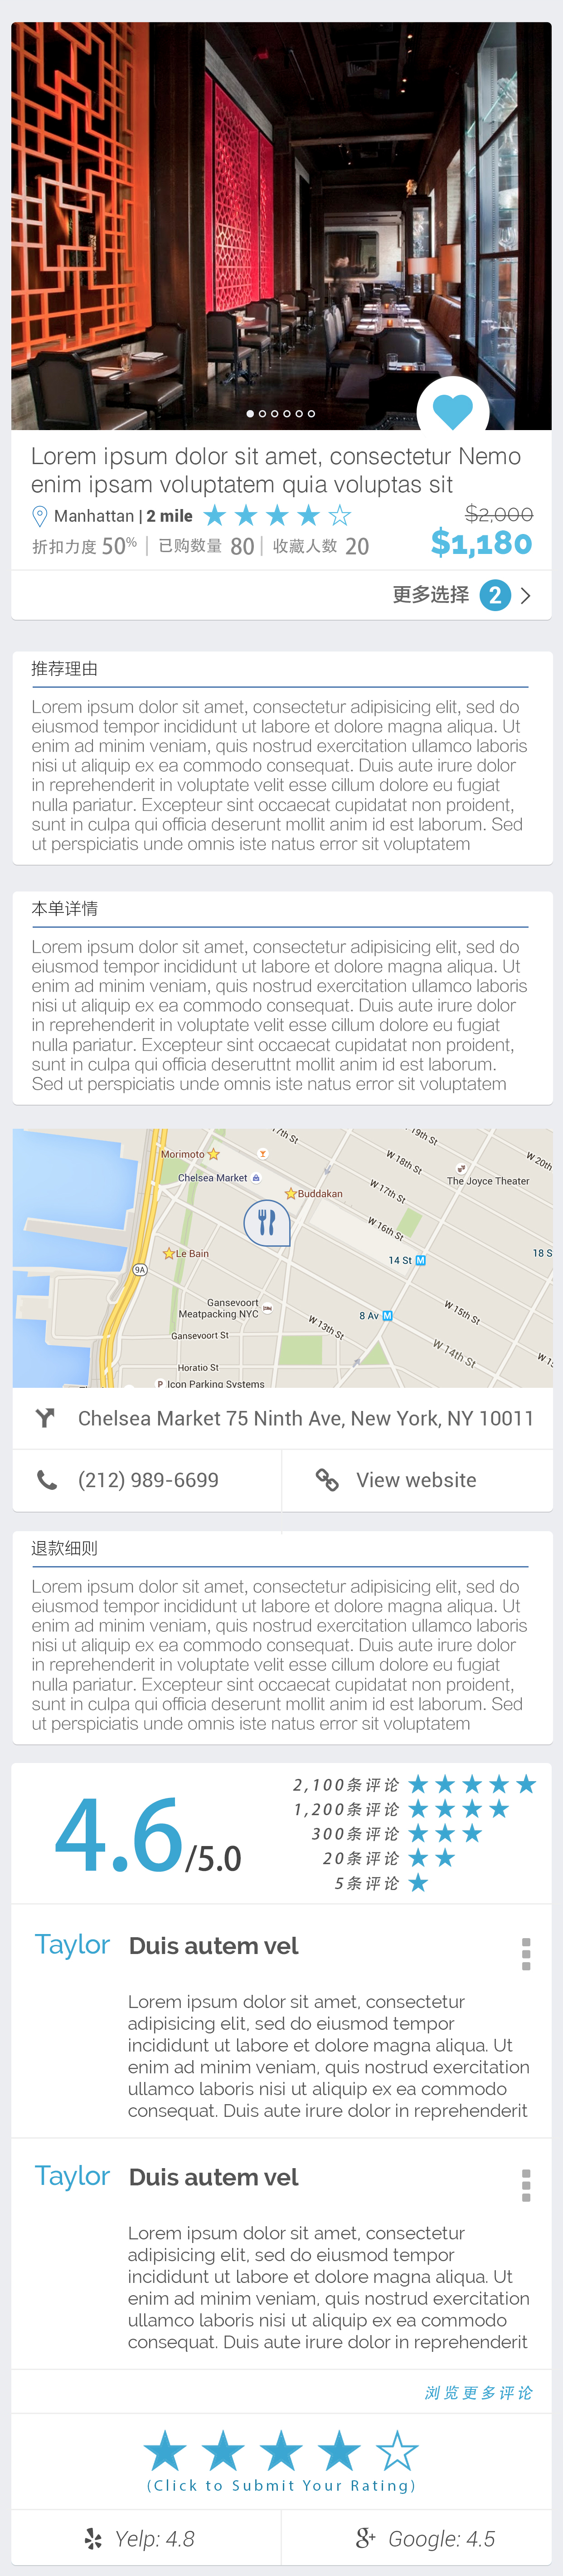 Lorem ipsum dolor sit amet, consectetur Nemo
enim ipsam voluptatem quia voluptas sit
Manhattan | 2 mile
$2,000
折扣力度 50% | 已购数量 80 | 收藏人数 20
$1,180
更多选择 2
推荐理由
Lorem ipsum dolor sit amet, consectetur adipisicing elit, sed do
eiusmod tempor incididunt ut labore et dolore magna aliqua. Ut
enim ad minim veniam, quis nostrud exercitation ullamco laboris
nisi ut aliquip ex ea commodo consequat. Duis aute irure dolor
in reprehenderit in voluptate velit esse cillum dolore eu fugiat
nulla pariatur. Excepteur sint occaecat cupidatat non proident,
sunt in culpa qui officia deserunt mollit anim id est laborum. Sed
ut perspiciatis unde omnis iste natus error sit voluptatem
本单详情
Lorem ipsum dolor sit amet, consectetur adipisicing elit, sed do
eiusmod tempor incididunt ut labore et dolore magna aliqua. Ut
enim ad minim veniam, quis nostrud exercitation ullamco laboris
nisi ut aliquip ex ea commodo consequat. Duis aute irure dolor
in reprehenderit in voluptate velit esse cillum dolore eu fugiat
nulla pariatur. Excepteur sint occaecat cupidatat non proident,
sunt in culpa qui officia deseruttnt mollit anim id est laborum.
Sed ut perspiciatis unde omnis iste natus error sit voluptatem
17th St
19th St
Morimoto
W 18th St
W 20th
Chelsea Market
The Joyce Theater
W 17th St
Buddakan
W 16th St
Le Bain
14 St M
18 S
9A
Gansevoort
Meatpacking NYC
8 Av M
W 15th St
W 13th St
Gansevoort St
W 14th St
Horatio St
P Icon Parking Systems
Chelsea Market 75 Ninth Ave, New York, NY 10011
(212) 989-6699
View website
退款细则
Lorem ipsum dolor sit amet, consectetur adipisicing elit, sed do
eiusmod tempor incididunt ut labore et dolore magna aliqua. Ut
enim ad minim veniam, quis nostrud exercitation ullamco laboris
nisi ut aliquip ex ea commodo consequat. Duis aute irure dolor
in reprehenderit in voluptate velit esse cillum dolore eu fugiat
nulla pariatur. Excepteur sint occaecat cupidatat non proident,
sunt in culpa qui officia deserunt mollit anim id est laborum. Sed
ut perspiciatis unde omnis iste natus error sit voluptatem
4.6/5.0
2,100条评论
1,200条评论
300条评论
20条评论
5条评论
Taylor
Duis autem vel
Lorem ipsum dolor sit amet, consectetur
adipisicing elit, sed do eiusmod tempor
incididunt ut labore et dolore magna aliqua. Ut
enim ad minim veniam, quis nostrud exercitation
ullamco laboris nisi ut aliquip ex ea commodo
consequat. Duis aute irure dolor in reprehenderit
Taylor
Duis autem vel
Lorem ipsum dolor sit amet, consectetur
adipisicing elit, sed do eiusmod tempor
incididunt ut labore et dolore magna aliqua. Ut
enim ad minim veniam, quis nostrud exercitation
ullamco laboris nisi ut aliquip ex ea commodo
consequat. Duis aute irure dolor in reprehenderit
浏览更多评论
(Click to Submit Your Rating)
Yelp: 4.8
g+ Google: 4.5